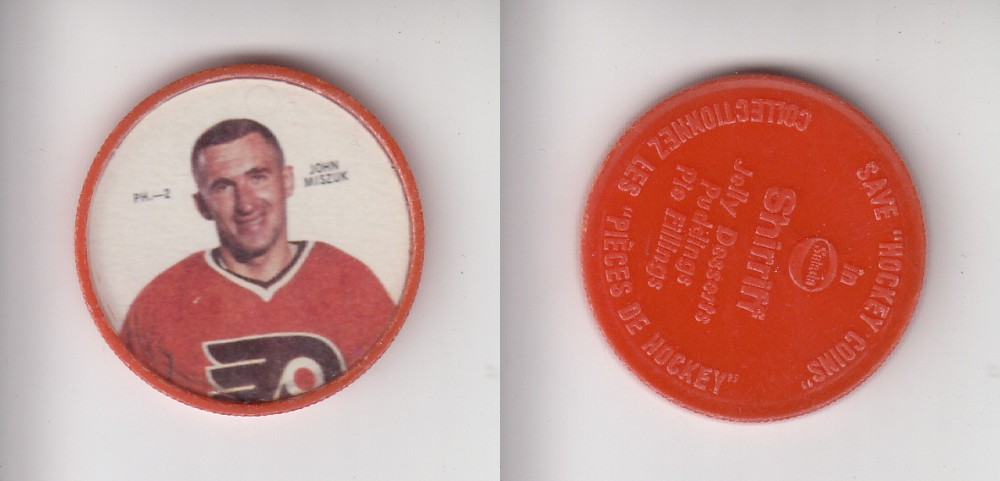 PH.—2
JOHN
MISZUK
SAVE "HOCKEY COINS"
in
Salada
Shirriff
Jelly Desserts
Puddings
Pie Fillings
COLLECTIONNEZ LES "PIÈCES DE HOCKEY"